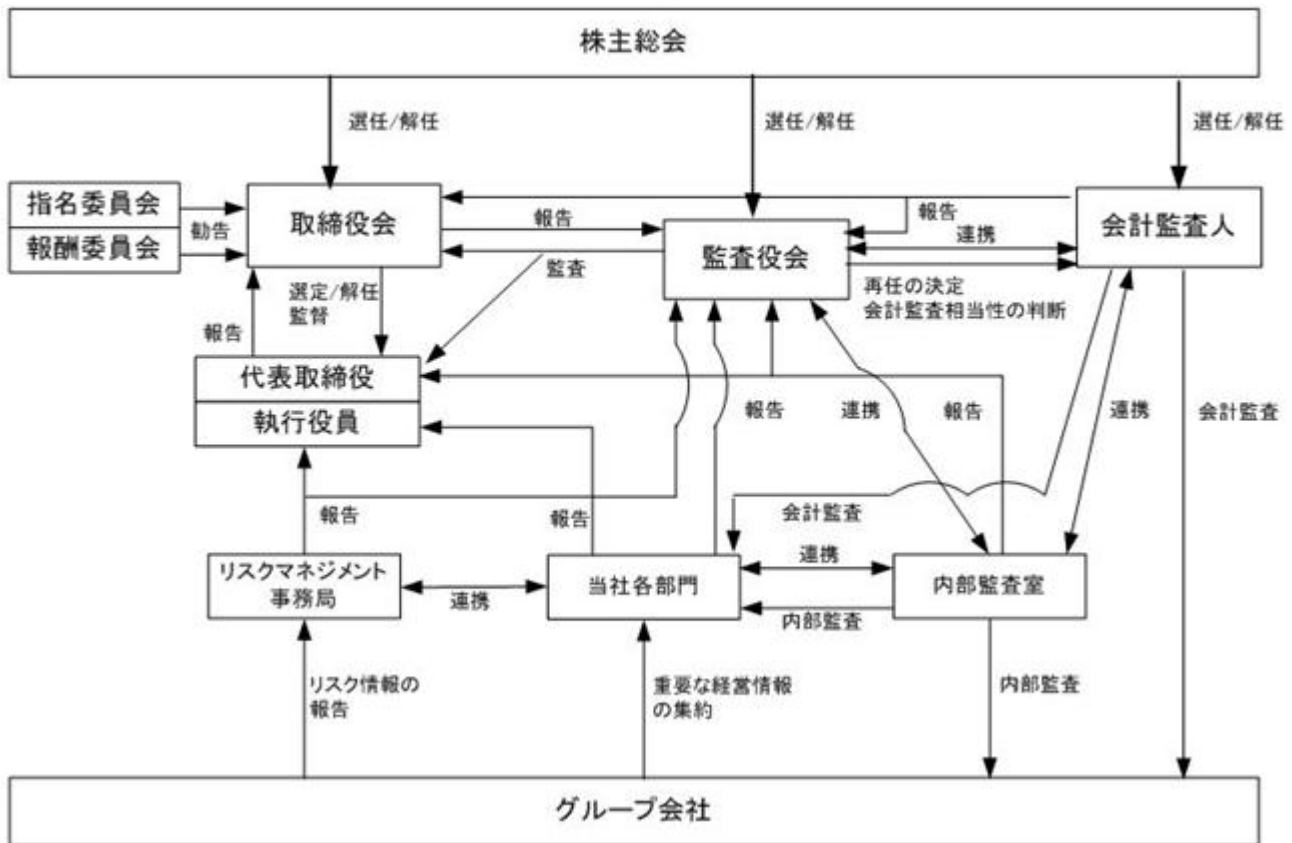 株主総会
選任/解任
選任/解任
選任/解任
指名委員会
報酬委員会
勧告
取締役会
報告
監査
監査役会
報告
連携
会計監査人
再任の決定
会計監査相当性の判断
報告
選定/解任
監督
代表取締役
執行役員
報告
連携
報告
連携
会計監査
報告
報告
会計監査
リスクマネジメント
事務局
連携
当社各部門
連携
内部監査
内部監査室
リスク情報の
報告
重要な経営情報
の集約
内部監査
グループ会社